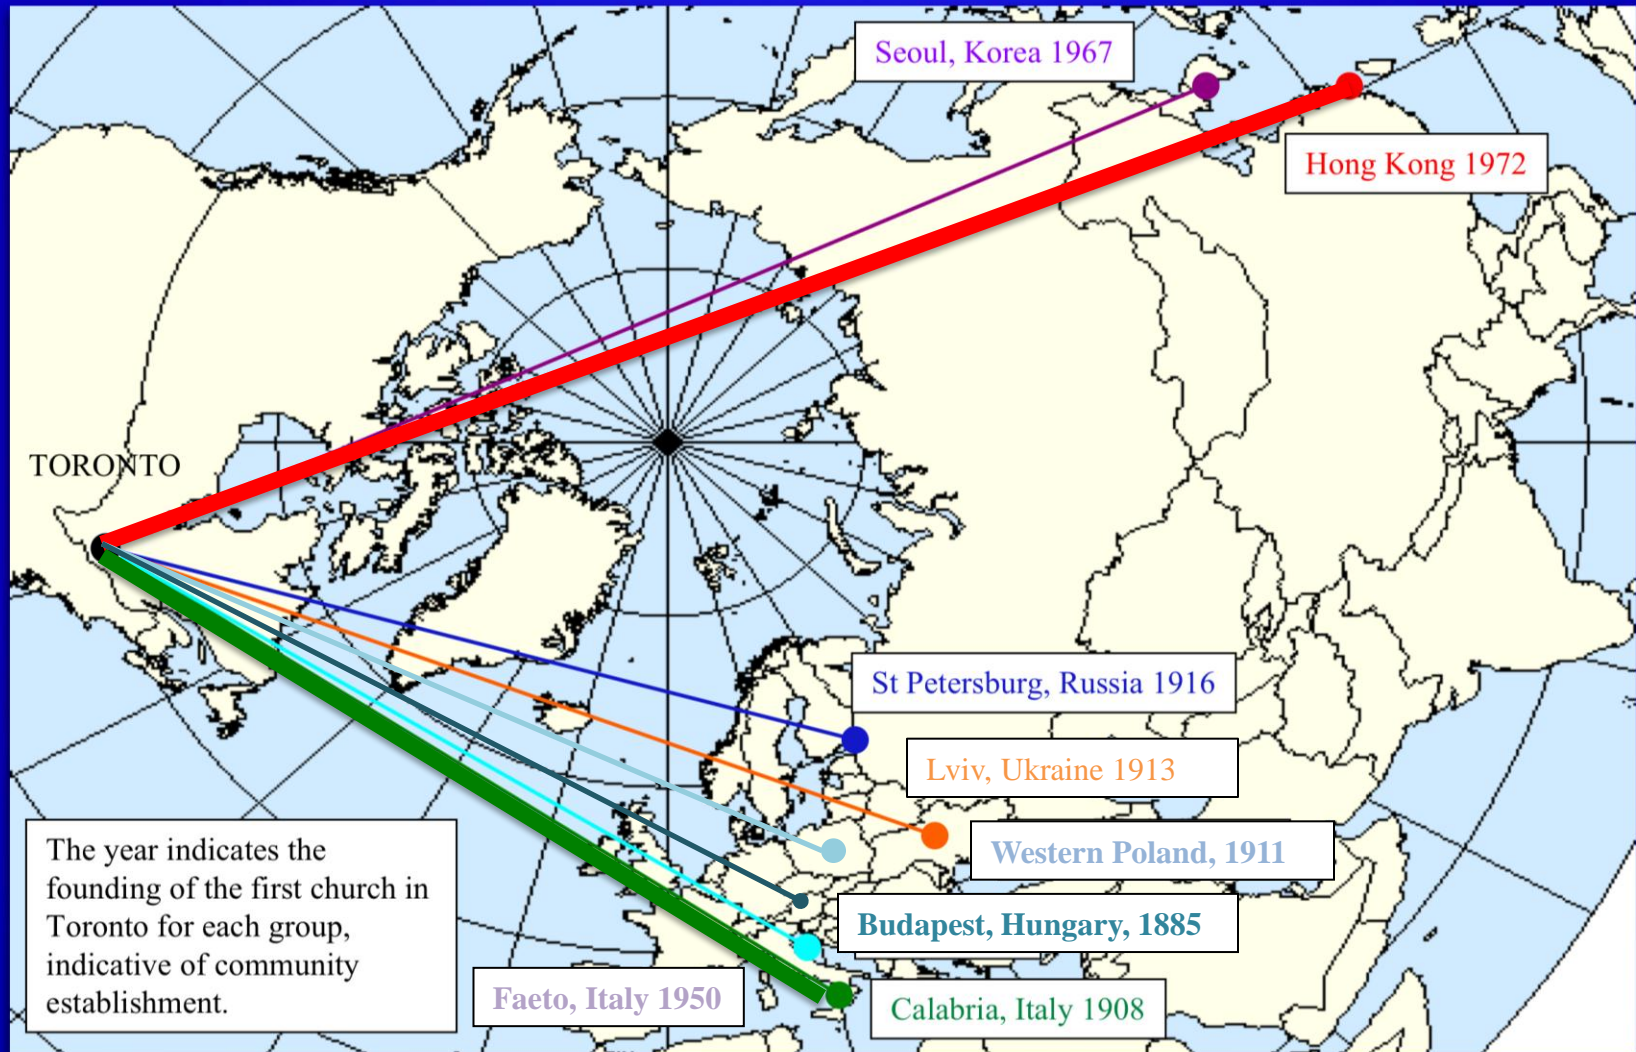 Seoul, Korea 1967
Hong Kong 1972
TORONTO
St Petersburg, Russia 1916
Lviv, Ukraine 1913
Western Poland, 1911
The year indicates the
founding of the first church in
Toronto for each group,
indicative of community
establishment.
Budapest, Hungary, 1885
Faeto, Italy 1950
Calabria, Italy 1908